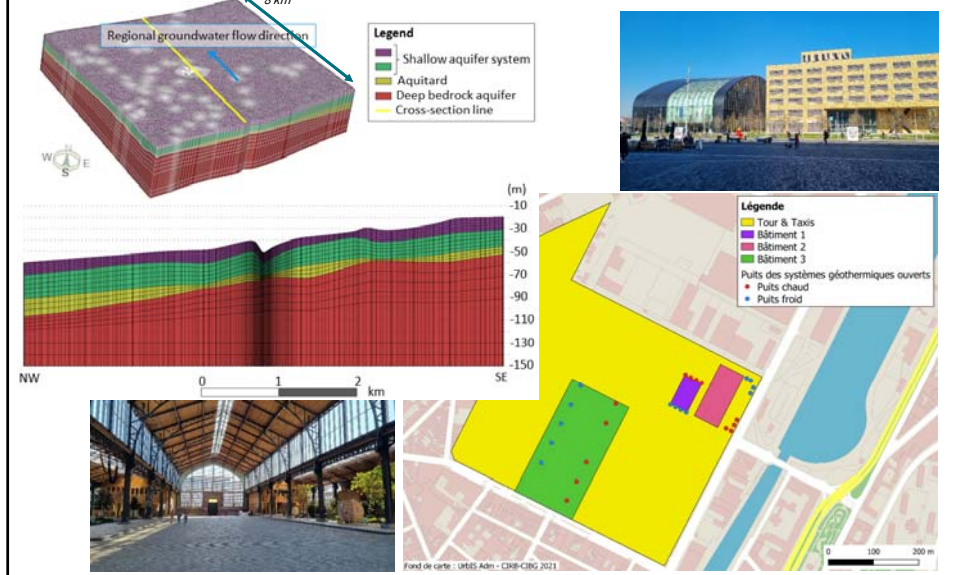 8 km
Regional groundwater flow direction
Legend
Shallow aquifer system
Aquitard
Deep bedrock aquifer
Cross-section line
N
W
E
S
(m)
-10
-30
-50
-70
-90
-110
-130
-150
NW
SE
0
1
2
km
Légende
Tour & Taxis
Bâtiment 1
Bâtiment 2
Bâtiment 3
Puits des systèmes géothermiques ouverts
Puits chaud
Puits froid
0
100
200 m
Fond de carte : UrbIS Adm - CIRB-CIBG 2021